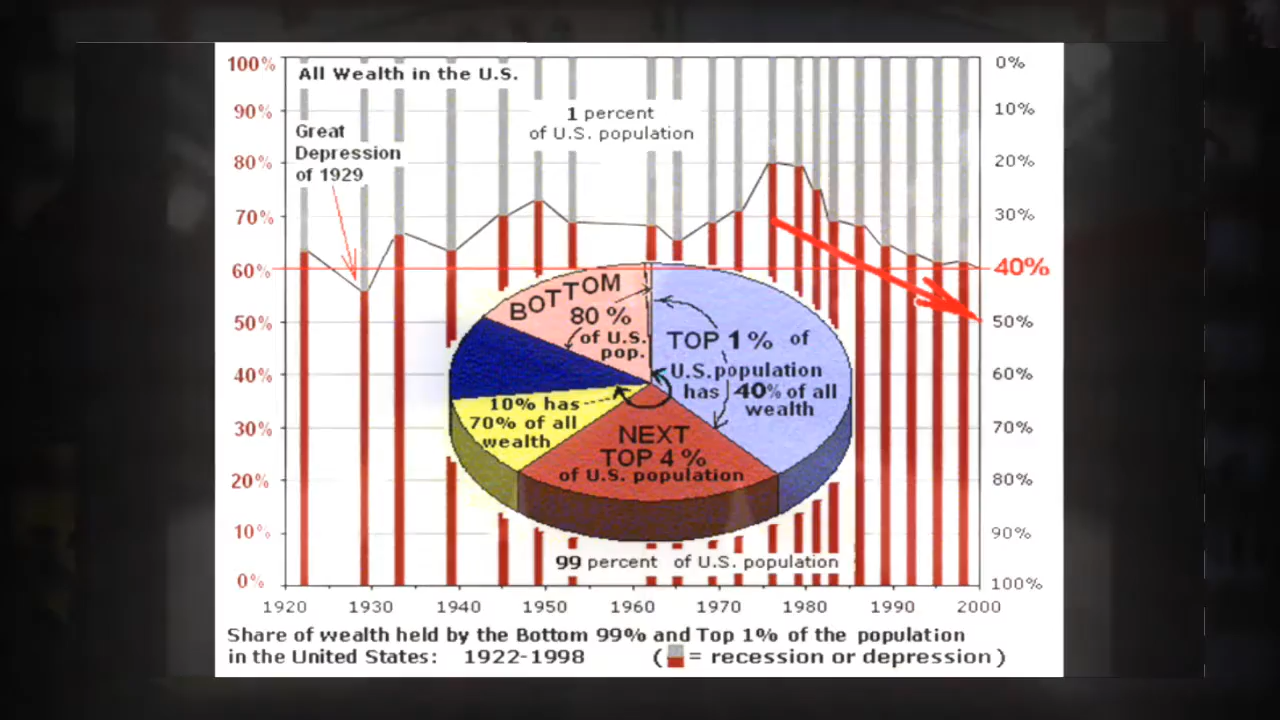 100%
90%
80%
70%
60%
50%
40%
30%
20%
10%
0%
0%
10%
20%
30%
40%
50%
60%
70%
80%
90%
100%
All Wealth in the U.S.
1 percent
of U.S. population
Great
Depression
of 1929
BOTTOM
80 %
of U.S.
pop.
TOP 1% of
U.S.population
has 40% of all
wealth
10% has
70% of all
wealth
NEXT
TOP 4%
of U.S. population
99 percent of U.S. population
1920 1930 1940 1950 1960 1970 1980 1990 2000
Share of wealth held by the Bottom 99% and Top 1% of the population
in the United States: 1922-1998 ( = recession or depression )